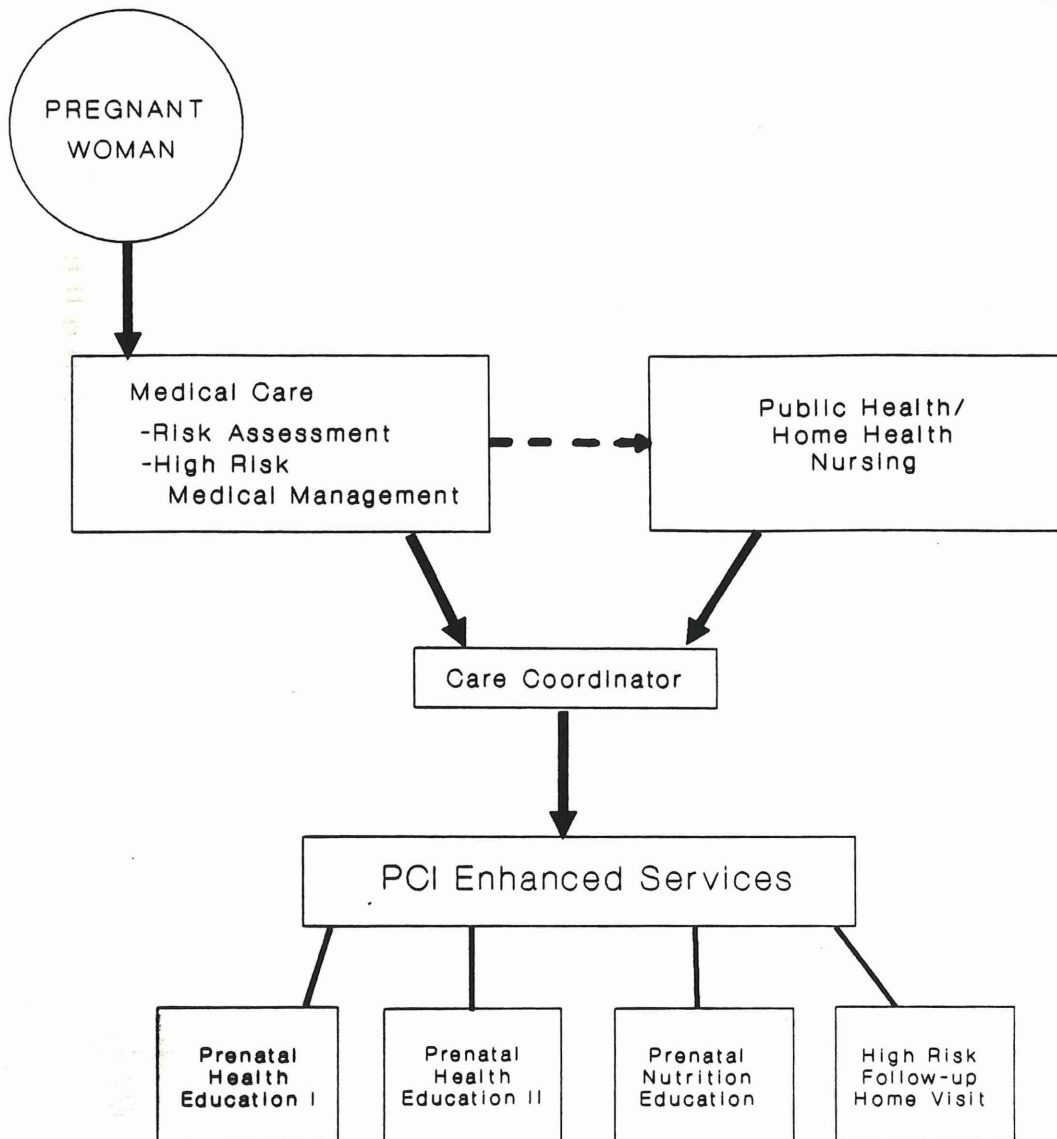 PREGNANT
WOMAN
Medical Care
-Risk Assessment
-High Risk
Medical Management
Public Health/
Home Health
Nursing
Care Coordinator
PCI Enhanced Services
Prenatal
Health
Education I
Prenatal
Health
Education II
Prenatal
Nutrition
Education
High Risk
Follow-up
Home Visit